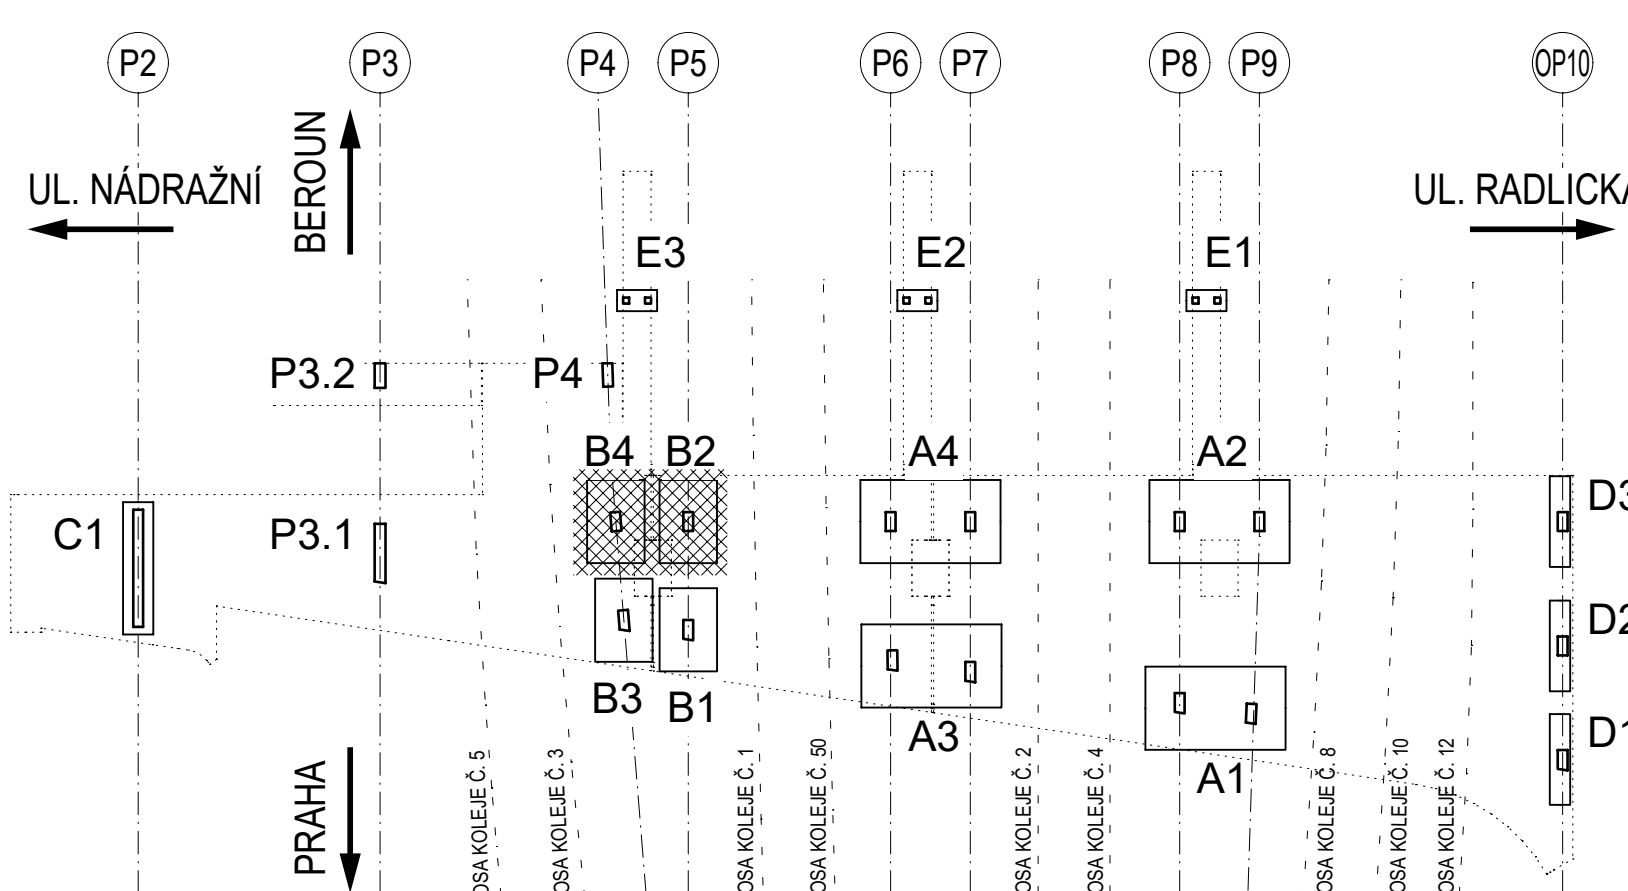 P2 P3 P4 P5 P6 P7 P8 P9 OP10
BEROUN
UL. NÁDRAŽNÍ
UL. RADLICKÁ
E3 E2 E1
P3.2 P4
B4 B2 A4 A2
C1 P3.1 D3
D2
B3 B1 A3 A1 D1
PRAHA
OSA KOLEJE Č. 5
OSA KOLEJE Č. 3
OSA KOLEJE Č. 1
OSA KOLEJE Č. 50
OSA KOLEJE Č. 2
OSA KOLEJE Č. 4
OSA KOLEJE Č. 8
OSA KOLEJE Č. 10
OSA KOLEJE Č. 12